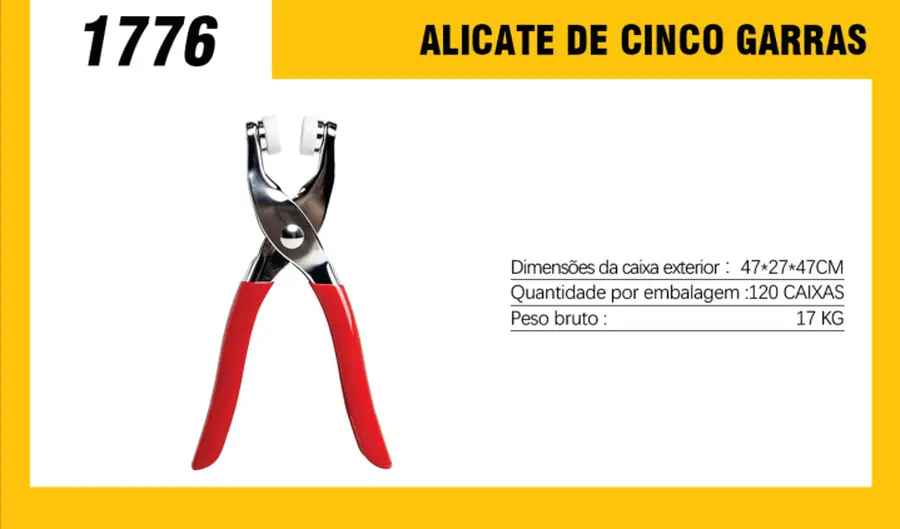 1776
ALICATE DE CINCO GARRAS
Dimensões da caixa exterior : 47*27*47CM
Quantidade por embalagem :120 CAIXAS
Peso bruto : 17 KG